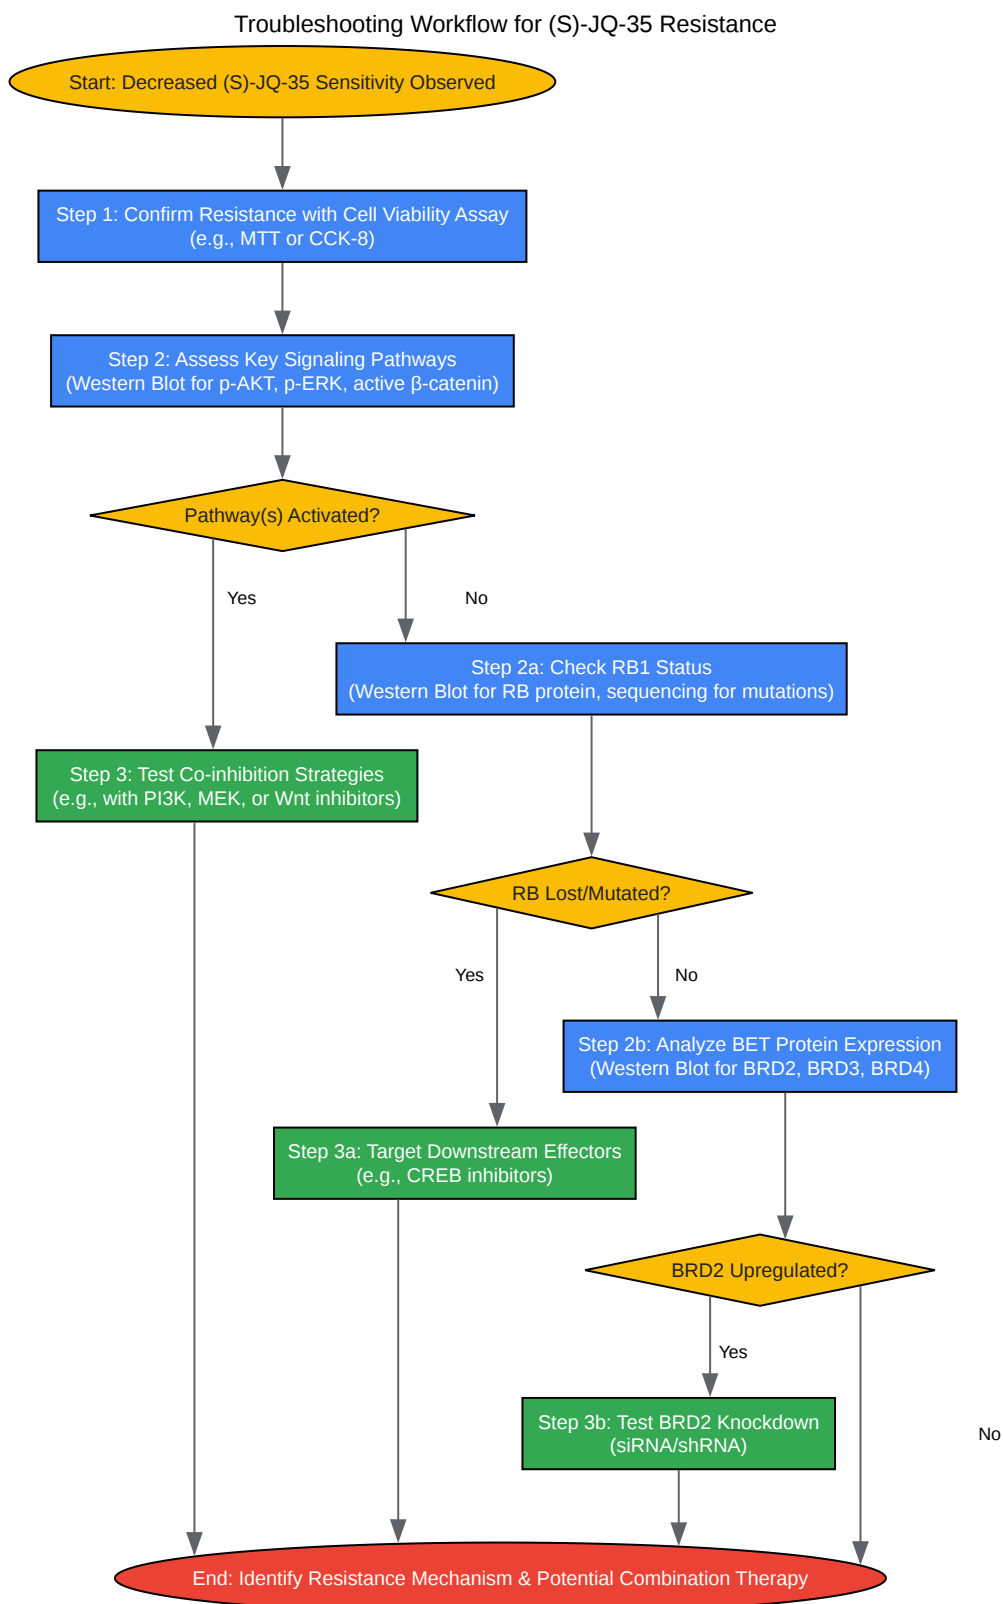 Troubleshooting Workflow for (S)-JQ-35 Resistance
Start: Decreased (S)-JQ-35 Sensitivity Observed
Step 1: Confirm Resistance with Cell Viability Assay
(e.g., MTT or CCK-8)
Step 2: Assess Key Signaling Pathways
(Western Blot for p-AKT, p-ERK, active β-catenin)
Pathway(s) Activated?
Yes
No
Step 2a: Check RB1 Status
(Western Blot for RB protein, sequencing for mutations)
Step 3: Test Co-inhibition Strategies
(e.g., with PI3K, MEK, or Wnt inhibitors)
RB Lost/Mutated?
Yes
No
Step 2b: Analyze BET Protein Expression
(Western Blot for BRD2, BRD3, BRD4)
Step 3a: Target Downstream Effectors
(e.g., CREB inhibitors)
BRD2 Upregulated?
Yes
Step 3b: Test BRD2 Knockdown
(siRNA/shRNA)
No
End: Identify Resistance Mechanism & Potential Combination Therapy